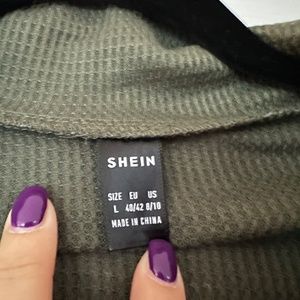 SHEIN
SIZE EU US
L 40/42 8/10
MADE IN CHINA